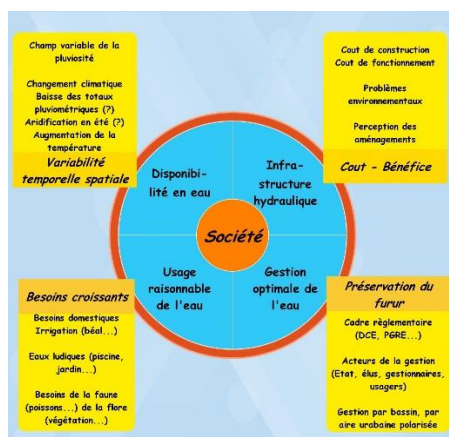 Champ variable de la
pluviosité
Changement climatique
Baisse des totaux
pluviométriques (?)
Aridification en été (?)
Augmentation de la
température
Variabilité
temporelle spatiale
Cout de construction
Cout de fonctionnement
Problèmes
environnementaux
Perception des
aménagements
Cout - Bénéfice
Disponibi-
lité en eau
Infra-
structure
hydraulique
Société
Usage
raisonnable
de l'eau
Gestion
optimale de
l'eau
Besoins croissants
Besoins domestiques
Irrigation (béal...)
Eaux ludiques (piscine,
jardin...)
Besoins de la faune
(poissons...) de la flore
(végétation...)
Préservation du
furur
Cadre règlementaire
(DCE, PGRE...)
Acteurs de la gestion
(Etat, élus, gestionnaires,
usagers)
Gestion par bassin, par
aire urabaine polarisée